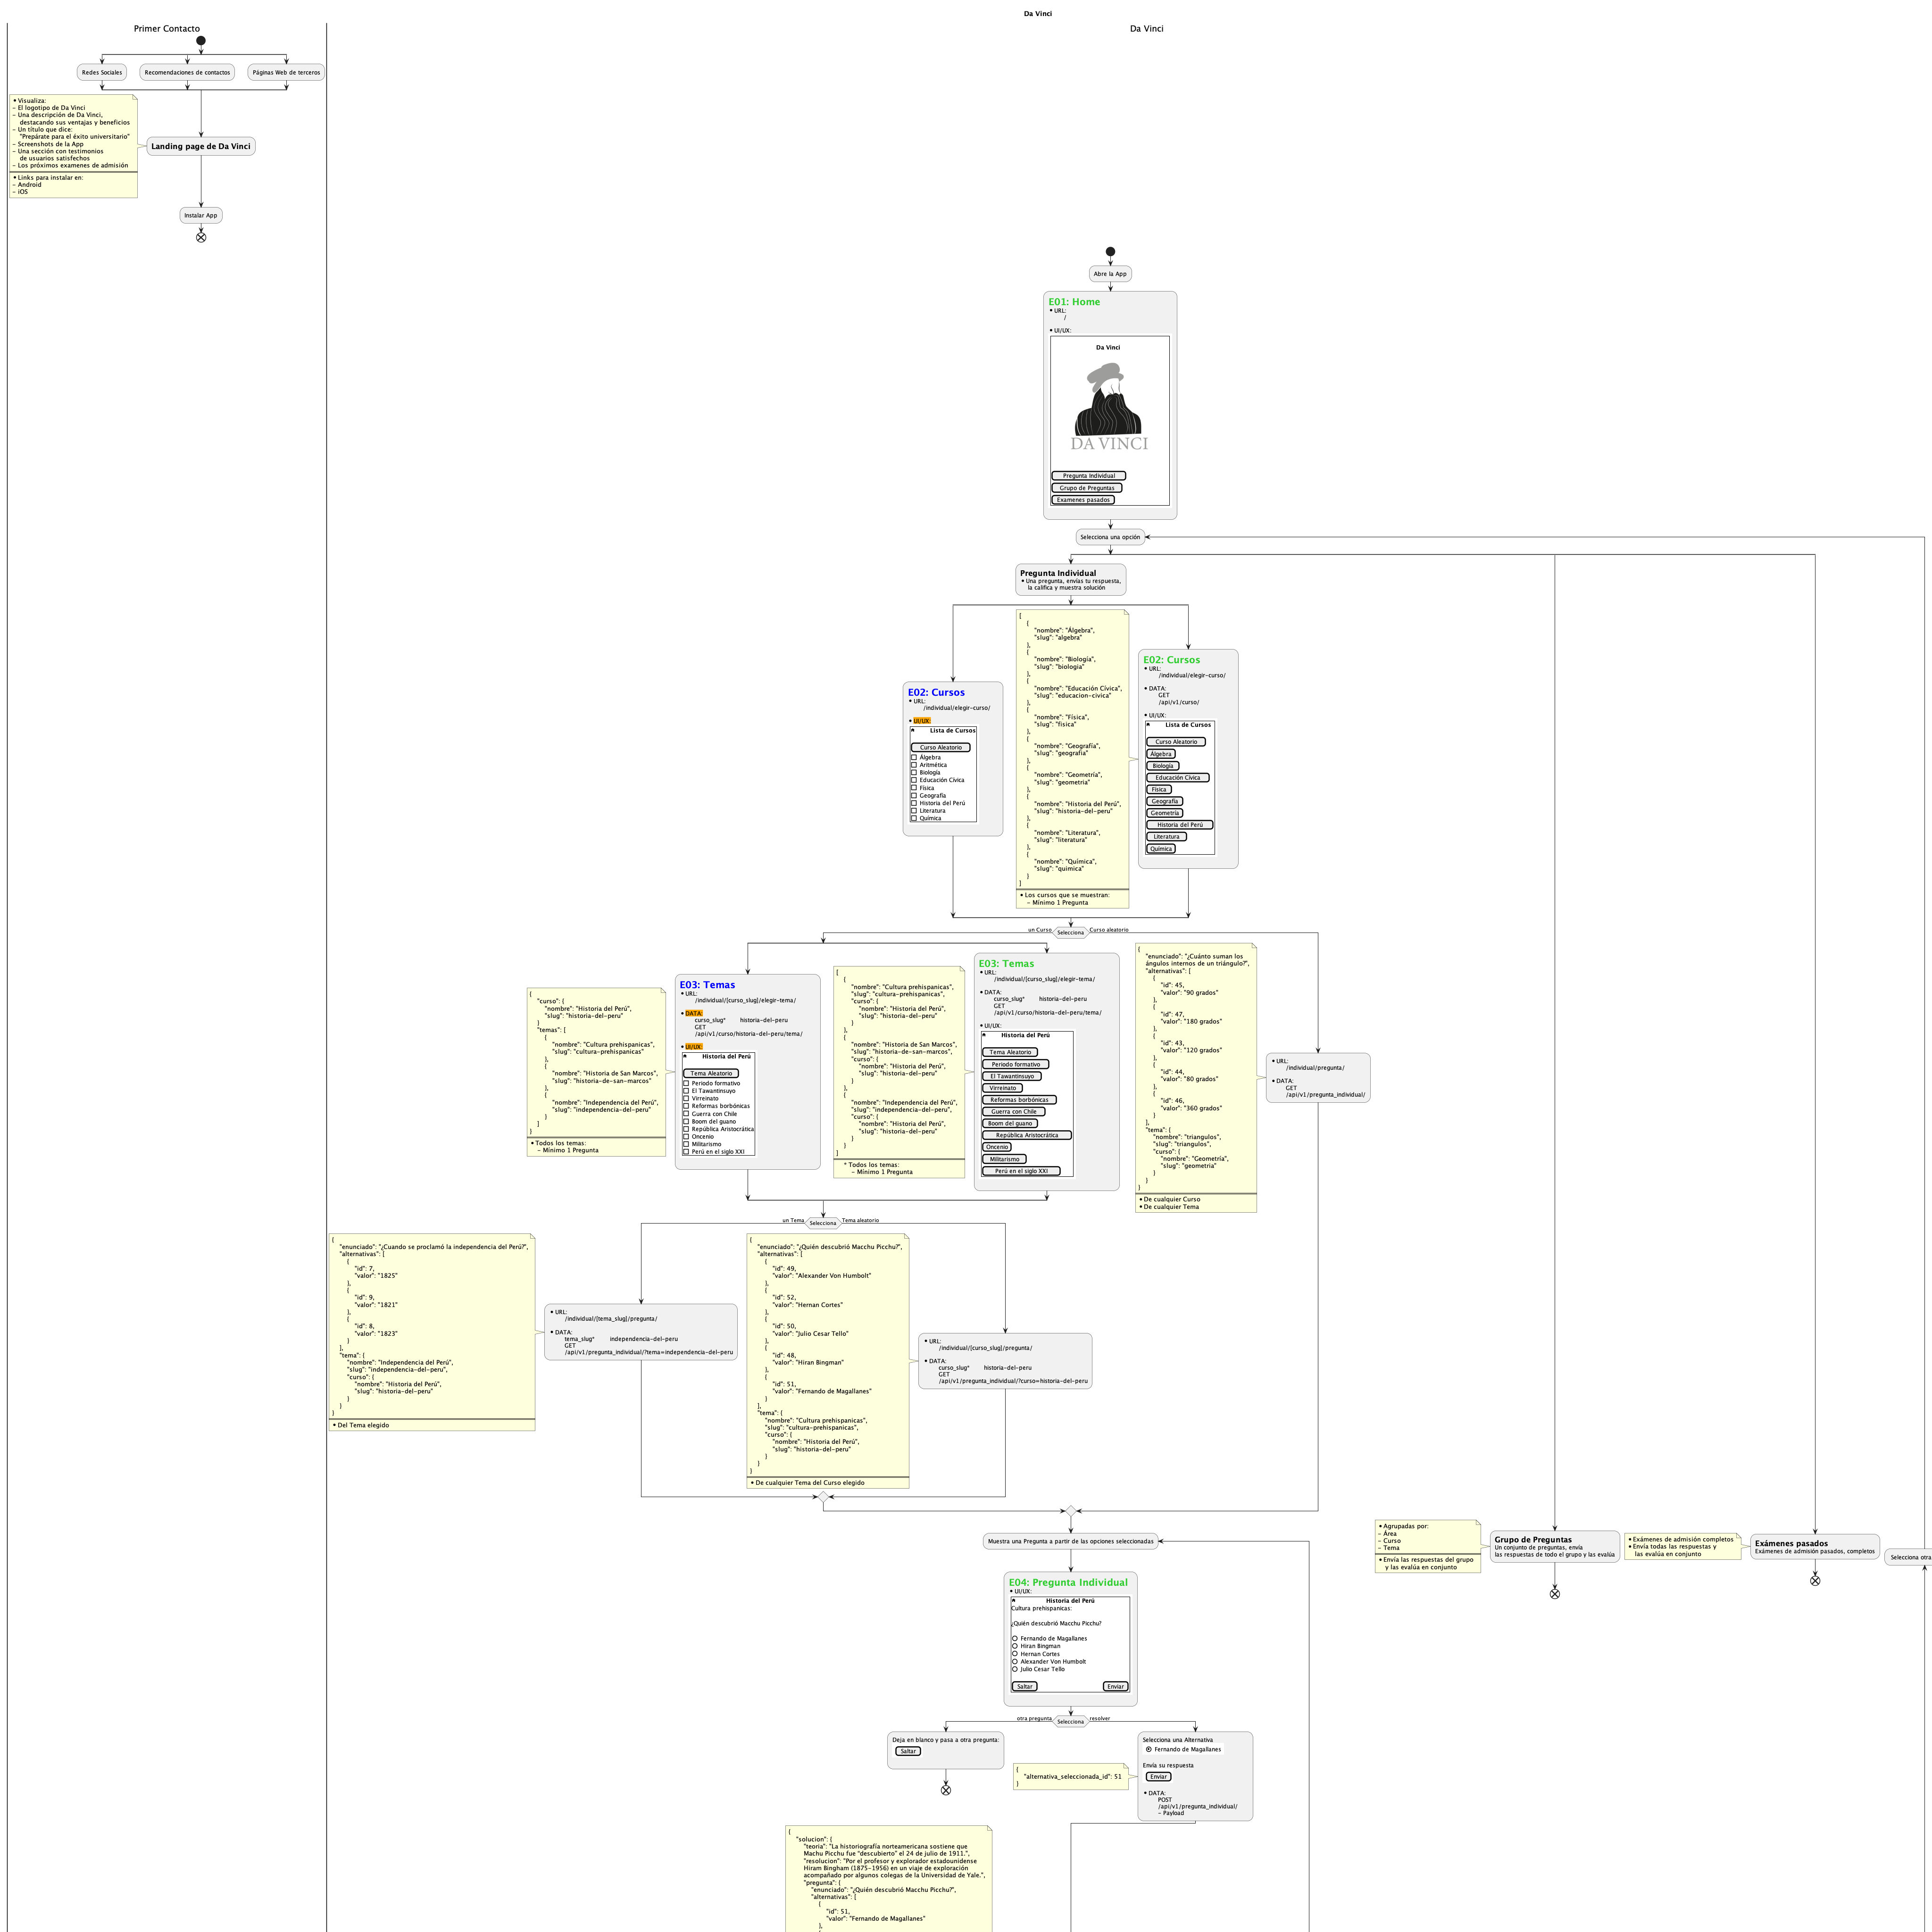 Da Vinci
Primer Contacto
Da Vinci
Redes Sociales
Recomendaciones de contactos
Páginas Web de terceros
• Visualiza:
- El logotipo de Da Vinci
- Una descripción de Da Vinci,
destacando sus ventajas y beneficios
- Un título que dice:
"Prepárate para el éxito universitario"
- Screenshots de la App
- Una sección con testimonios
de usuarios satisfechos
- Los próximos examenes de admisión
• Links para instalar en:
- Android
- iOS
Landing page de Da Vinci
Instalar App
Abre la App
E01: Home
• URL:
/
• UI/UX:
Da Vinci
DA VINCI
Pregunta Individual
Grupo de Preguntas
Examenes pasados
Selecciona una opción
Pregunta Individual
• Una pregunta, envías tu respuesta,
la califica y muestra solución
E02: Cursos
• URL:
/individual/elegir-curso/
• UI/UX:
Lista de Cursos
Curso Aleatorio
Álgebra
Aritmética
Biología
Educación Cívica
Física
Geografía
Historia del Perú
Literatura
Química
[
{
"nombre": "Álgebra",
"slug": "algebra"
},
{
"nombre": "Biología",
"slug": "biologia"
},
{
"nombre": "Educación Cívica",
"slug": "educacion-civica"
},
{
"nombre": "Física",
"slug": "fisica"
},
{
"nombre": "Geografía",
"slug": "geografia"
},
{
"nombre": "Geometría",
"slug": "geometria"
},
{
"nombre": "Historia del Perú",
"slug": "historia-del-peru"
},
{
"nombre": "Literatura",
"slug": "literatura"
},
{
"nombre": "Química",
"slug": "quimica"
}
]
• Los cursos que se muestran:
- Mínimo 1 Pregunta
E02: Cursos
• URL:
/individual/elegir-curso/
• DATA:
GET
/api/v1/curso/
• UI/UX:
Lista de Cursos
Curso Aleatorio
Álgebra
Biología
Educación Cívica
Física
Geografía
Geometría
Historia del Perú
Literatura
Química
un Curso
Selecciona
Curso aleatorio
{
"curso": {
"nombre": "Historia del Perú",
"slug": "historia-del-peru"
}
"temas": [
{
"nombre": "Cultura prehispanicas",
"slug": "cultura-prehispanicas"
},
{
"nombre": "Historia de San Marcos",
"slug": "historia-de-san-marcos"
},
{
"nombre": "Independencia del Perú",
"slug": "independencia-del-peru"
}
]
}
• Todos los temas:
- Mínimo 1 Pregunta
E03: Temas
• URL:
/individual/[curso_slug]/elegir-tema/
• DATA:
curso_slug* historia-del-peru
GET
/api/v1/curso/historia-del-peru/tema/
• UI/UX:
Historia del Perú
Tema Aleatorio
Periodo formativo
El Tawantinsuyo
Virreinato
Reformas borbónicas
Guerra con Chile
Boom del guano
República Aristocrática
Oncenio
Militarismo
Perú en el siglo XXI
[
{
"nombre": "Cultura prehispanicas",
"slug": "cultura-prehispanicas",
"curso": {
"nombre": "Historia del Perú",
"slug": "historia-del-peru"
}
},
{
"nombre": "Historia de San Marcos",
"slug": "historia-de-san-marcos",
"curso": {
"nombre": "Historia del Perú",
"slug": "historia-del-peru"
}
},
{
"nombre": "Independencia del Perú",
"slug": "independencia-del-peru",
"curso": {
"nombre": "Historia del Perú",
"slug": "historia-del-peru"
}
}
]
* Todos los temas:
- Mínimo 1 Pregunta
E03: Temas
• URL:
/individual/[curso_slug]/elegir-tema/
• DATA:
curso_slug* historia-del-peru
GET
/api/v1/curso/historia-del-peru/tema/
• UI/UX:
Historia del Perú
Tema Aleatorio
Periodo formativo
El Tawantinsuyo
Virreinato
Reformas borbónicas
Guerra con Chile
Boom del guano
República Aristocrática
Oncenio
Militarismo
Perú en el siglo XXI
{
"enunciado": "¿Cuánto suman los
ángulos internos de un triángulo?",
"alternativas": [
{
"id": 45,
"valor": "90 grados"
},
{
"id": 47,
"valor": "180 grados"
},
{
"id": 43,
"valor": "120 grados"
},
{
"id": 44,
"valor": "80 grados"
},
{
"id": 46,
"valor": "360 grados"
}
],
"tema": {
"nombre": "triangulos",
"slug": "triangulos",
"curso": {
"nombre": "Geometría",
"slug": "geometria"
}
}
}
• De cualquier Curso
• De cualquier Tema
• URL:
/individual/pregunta/
• DATA:
GET
/api/v1/pregunta_individual/
un Tema
Selecciona
Tema aleatorio
{
"enunciado": "¿Cuando se proclamó la independencia del Perú?",
"alternativas": [
{
"id": 7,
"valor": "1825"
},
{
"id": 9,
"valor": "1821"
},
{
"id": 8,
"valor": "1823"
}
],
"tema": {
"nombre": "Independencia del Perú",
"slug": "independencia-del-peru",
"curso": {
"nombre": "Historia del Perú",
"slug": "historia-del-peru"
}
}
}
• Del Tema elegido
• URL:
/individual/[tema_slug]/pregunta/
• DATA:
tema_slug* independencia-del-peru
GET
/api/v1/pregunta_individual/?tema=independencia-del-peru
{
"enunciado": "¿Quién descubrió Macchu Picchu?",
"alternativas": [
{
"id": 49,
"valor": "Alexander Von Humbolt"
},
{
"id": 52,
"valor": "Hernan Cortes"
},
{
"id": 50,
"valor": "Julio Cesar Tello"
},
{
"id": 48,
"valor": "Hiran Bingman"
},
{
"id": 51,
"valor": "Fernando de Magallanes"
}
],
"tema": {
"nombre": "Cultura prehispanicas",
"slug": "cultura-prehispanicas",
"curso": {
"nombre": "Historia del Perú",
"slug": "historia-del-peru"
}
}
}
• De cualquier Tema del Curso elegido
• URL:
/individual/[curso_slug]/pregunta/
• DATA:
curso_slug* historia-del-peru
GET
/api/v1/pregunta_individual/?curso=historia-del-peru
Muestra una Pregunta a partir de las opciones seleccionadas
• Agrupadas por:
- Área
- Curso
- Tema
• Envía las respuestas del grupo
y las evalúa en conjunto
Grupo de Preguntas
Un conjunto de preguntas, envía
las respuestas de todo el grupo y las evalúa
• Exámenes de admisión completos
• Envía todas las respuestas y
las evalúa en conjunto
Exámenes pasados
Exámenes de admisión pasados, completos
Selecciona otra
E04: Pregunta Individual
• UI/UX:
Historia del Perú
Cultura prehispanicas:
¿Quién descubrió Macchu Picchu?
Fernando de Magallanes
Hiran Bingman
Hernan Cortes
Alexander Von Humbolt
Julio Cesar Tello
Saltar
Enviar
otra pregunta
Selecciona
resolver
Deja en blanco y pasa a otra pregunta:
Saltar
{
"alternativa_seleccionada_id": 51
}
Selecciona una Alternativa
Fernando de Magallanes
Envía su respuesta
Enviar
• DATA:
POST
/api/v1/pregunta_individual/
- Payload
{
"solucion": {
"teoria": "La historiografía norteamericana sostiene que
Machu Picchu fue "descubierto" el 24 de julio de 1911.",
"resolucion": "Por el profesor y explorador estadounidense
Hiram Bingham (1875-1956) en un viaje de exploración
acompañado por algunos colegas de la Universidad de Yale.",
"pregunta": {
"enunciado": "¿Quién descubrió Macchu Picchu?",
"alternativas": [
{
"id": 51,
"valor": "Fernando de Magallanes"
},